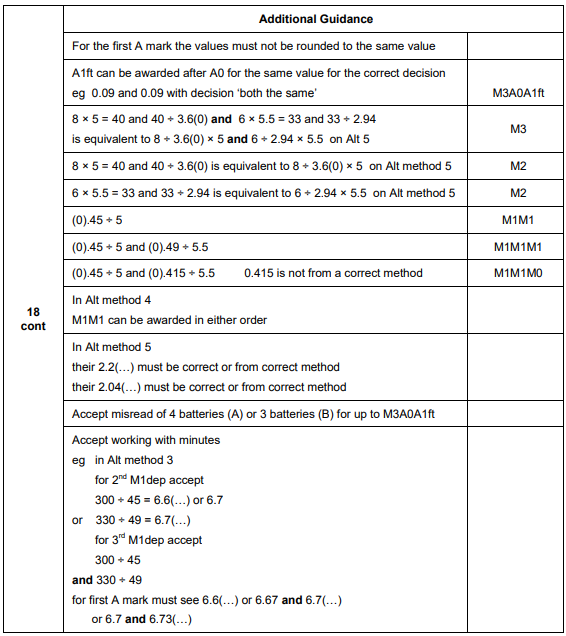 Additional Guidance
For the first A mark the values must not be rounded to the same value
A1ft can be awarded after A0 for the same value for the correct decision
eg 0.09 and 0.09 with decision ‘both the same’ M3A0A1ft
8 × 5 = 40 and 40 ÷ 3.6(0) and 6 × 5.5 = 33 and 33 ÷ 2.94
is equivalent to 8 ÷ 3.6(0) × 5 and 6 ÷ 2.94 × 5.5 on Alt 5
M3
8 × 5 = 40 and 40 ÷ 3.6(0) is equivalent to 8 ÷ 3.6(0) × 5 on Alt method 5 M2
6 × 5.5 = 33 and 33 ÷ 2.94 is equivalent to 6 ÷ 2.94 × 5.5 on Alt method 5 M2
(0).45 ÷ 5 M1M1
(0).45 ÷ 5 and (0).49 ÷ 5.5 M1M1M1
(0).45 ÷ 5 and (0).415 ÷ 5.5 0.415 is not from a correct method M1M1M0
18
cont
In Alt method 4
M1M1 can be awarded in either order
In Alt method 5
their 2.2(…) must be correct or from correct method
their 2.04(…) must be correct or from correct method
Accept misread of 4 batteries (A) or 3 batteries (B) for up to M3A0A1ft
Accept working with minutes
eg in Alt method 3
for 2nd M1dep accept
300 ÷ 45 = 6.6(…) or 6.7
or 330 ÷ 49 = 6.7(…)
for 3rd M1dep accept
300 ÷ 45
and 330 ÷ 49
for first A mark must see 6.6(…) or 6.67 and 6.7(…)
or 6.7 and 6.73(…)